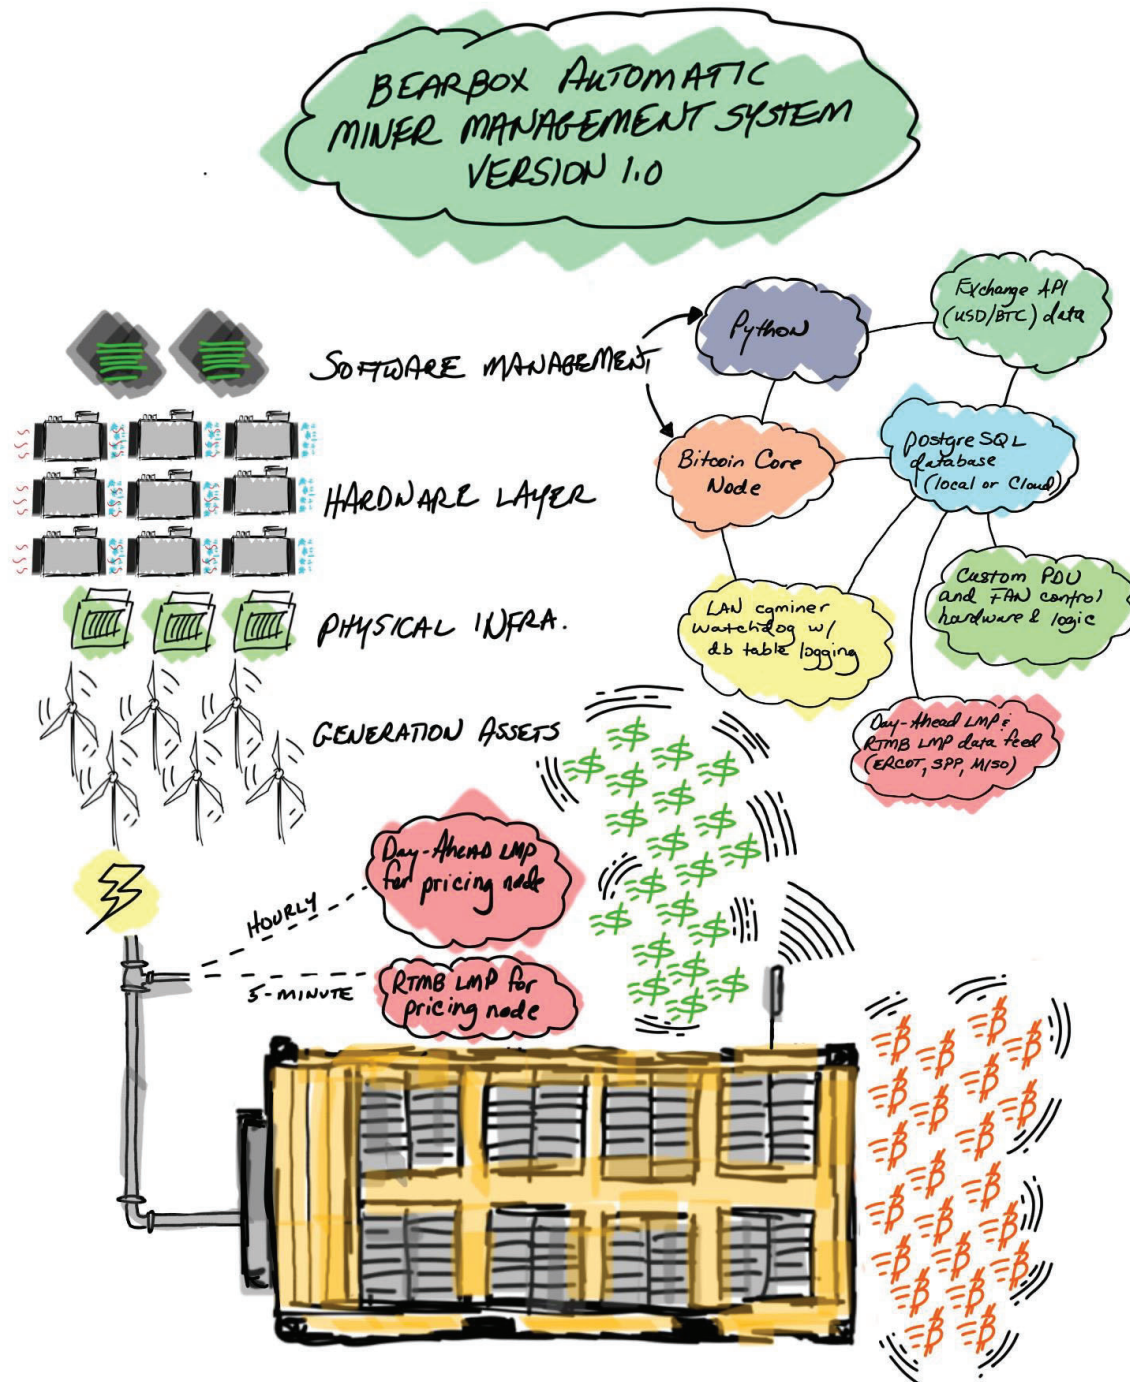 BEARBOX AUTOMATIC
MINER MANAGEMENT SYSTEM
VERSION 1.0
SOFTWARE MANAGEMENT
HARDWARE LAYER
PHYSICAL INFRA.
GENERATION ASSETS
Python
Exchange API
(USD/BTC) data
Bitcoin Core
Node
postgreSQL
database
(local or Cloud)
LAN cgminer
watchdog w/
db table logging
Custom PDU
and FAN control
hardware & logic
Day-Ahead LMP &
RTMB LMP data feed
(ERCOT, SPP, MISO)
Day-Ahead LMP
for pricing node
HOURLY
5-MINUTE
RTMB LMP for
pricing node